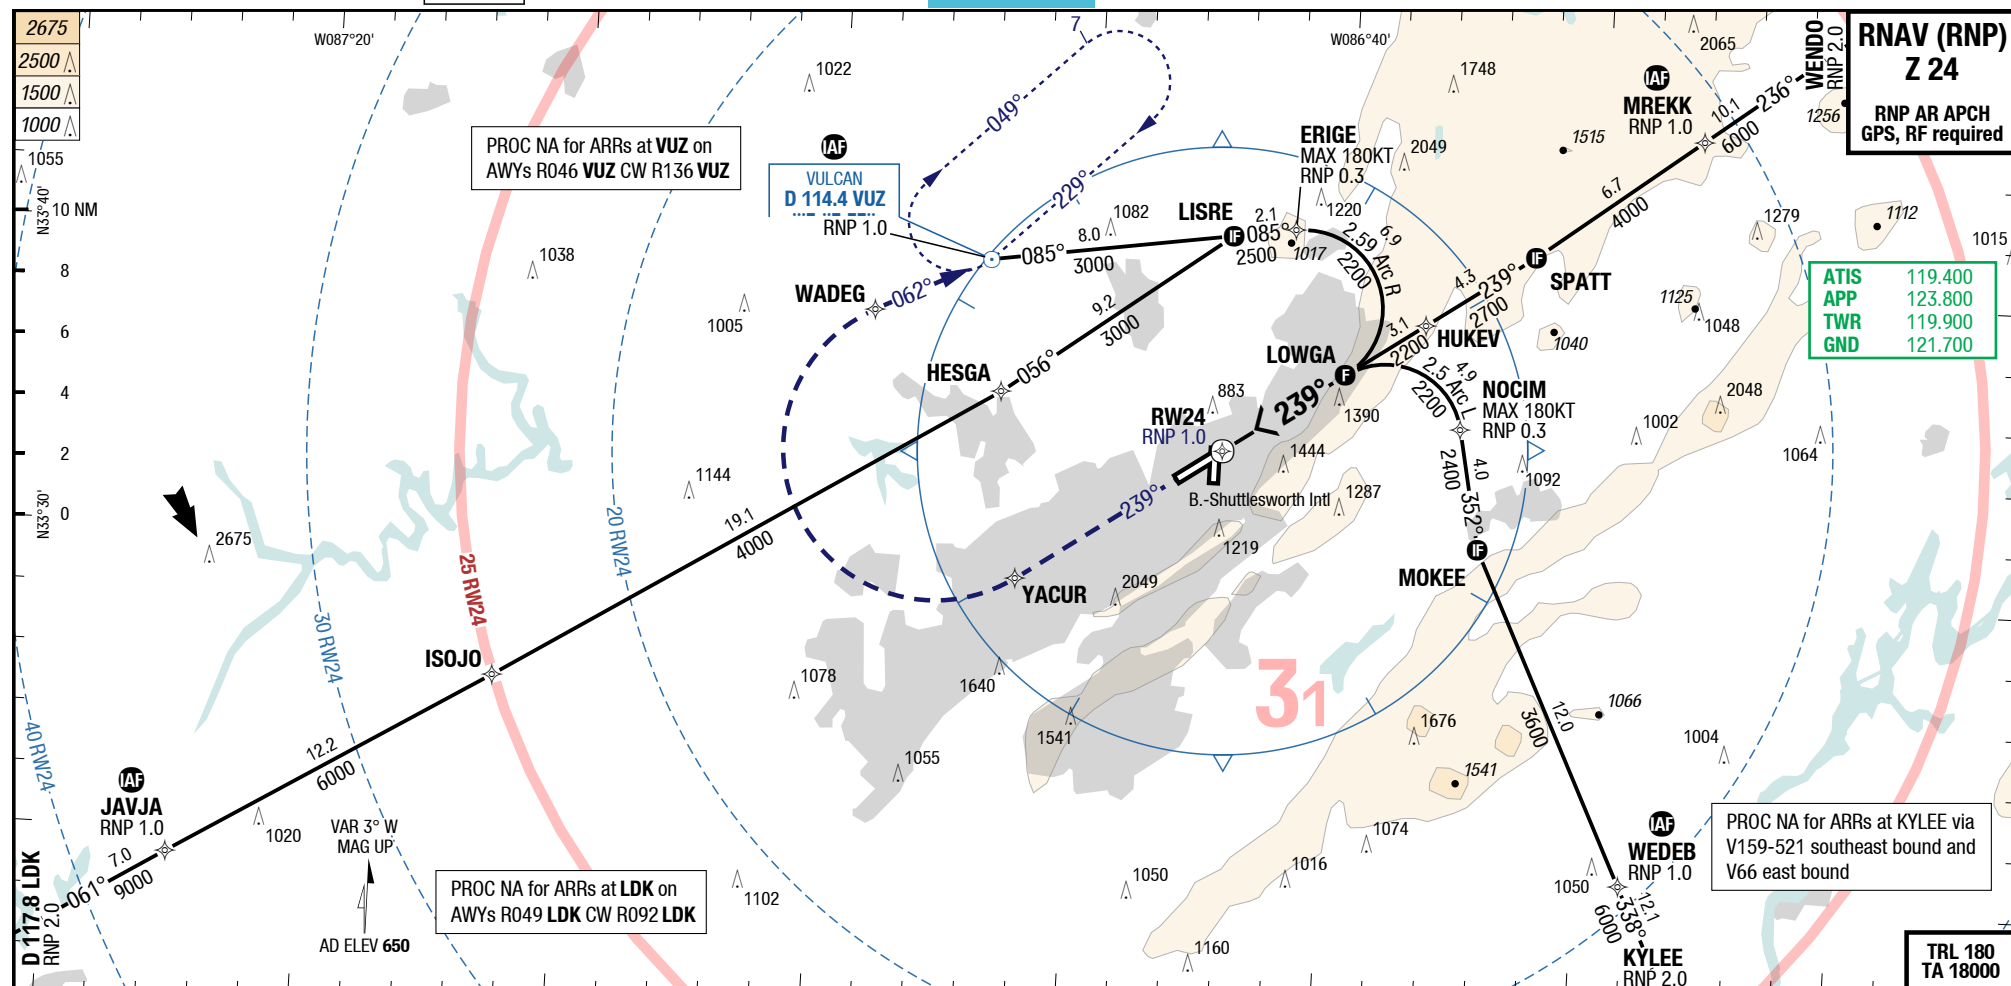 2675
2500
1500
1000
RNAV (RNP)
Z 24
RNP AR APCH
GPS, RF required
W087°20'
W086°40'
N33°40'
N33°30'
10 NM
8
6
4
2
0
PROC NA for ARRs at VUZ on
AWYs R046 VUZ CW R136 VUZ
IAF
VULCAN
D 114.4 VUZ
RNP 1.0
7
049°
229°
085°
8.0
3000
LISRE
IF
085°
2.1
2500
ERIGE
MAX 180KT
RNP 0.3
6.9
2.59 Arc R
2200
IAF
MREKK
RNP 1.0
WENDO
RNP 2.0
236°
10.1
6000
6.7
4000
IF
SPATT
239°
4.3
2700
HUKEV
3.1
2200
LOWGA
F
239°
4.9
2.5 Arc L
2200
NOCIM
MAX 180KT
RNP 0.3
4.0
2400
352°
IF
MOKEE
12.0
3600
IAF
WEDEB
RNP 1.0
12.1
338°
6000
KYLEE
RNP 2.0
RW24
RNP 1.0
B.-Shuttlesworth Intl
239°
YACUR
WADEG
062°
HESGA
056°
9.2
3000
19.1
4000
ISOJO
12.2
6000
IAF
JAVJA
RNP 1.0
7.0
061°
9000
D 117.8 LDK
RNP 2.0
25 RW24
20 RW24
30 RW24
40 RW24
31
ATIS 119.400
APP 123.800
TWR 119.900
GND 121.700
VAR 3° W
MAG UP
AD ELEV 650
PROC NA for ARRs at LDK on
AWYs R049 LDK CW R092 LDK
PROC NA for ARRs at KYLEE via
V159-521 southeast bound and
V66 east bound
TRL 180
TA 18000
1055
1022
1038
1005
1082
1144
2675
1020
1078
1055
1102
1640
1541
2049
1219
883
1444
1287
1390
1017
1220
2049
1748
2065
1515
1256
1279
1112
1015
1125
1048
1040
2048
1002
1064
1092
1066
1676
1541
1004
1074
1016
1050
1160
1050